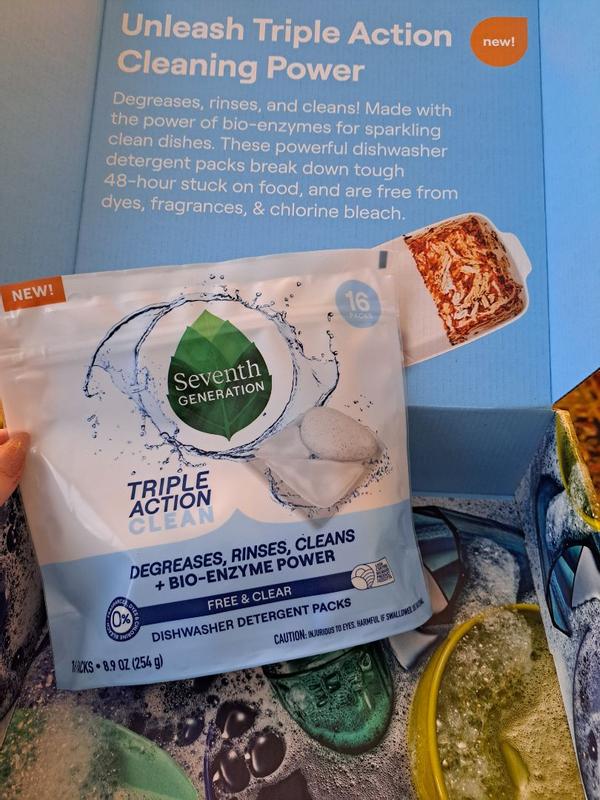 Unleash Triple Action
Cleaning Power
new!
Degreases, rinses, and cleans! Made with
the power of bio-enzymes for sparkling
clean dishes. These powerful dishwasher
detergent packs break down tough
48-hour stuck on food, and are free from
dyes, fragrances, & chlorine bleach.
NEW!
16
PACKS
Seventh
GENERATION
TRIPLE
ACTION
CLEAN
DEGREASES, RINSES, CLEANS
+ BIO-ENZYME POWER
FREE & CLEAR
0%
DISHWASHER DETERGENT PACKS
CAUTION: INJURIOUS TO EYES. HARMFUL IF SWALLOWED.
PACKS • 8.9 OZ (254 g)